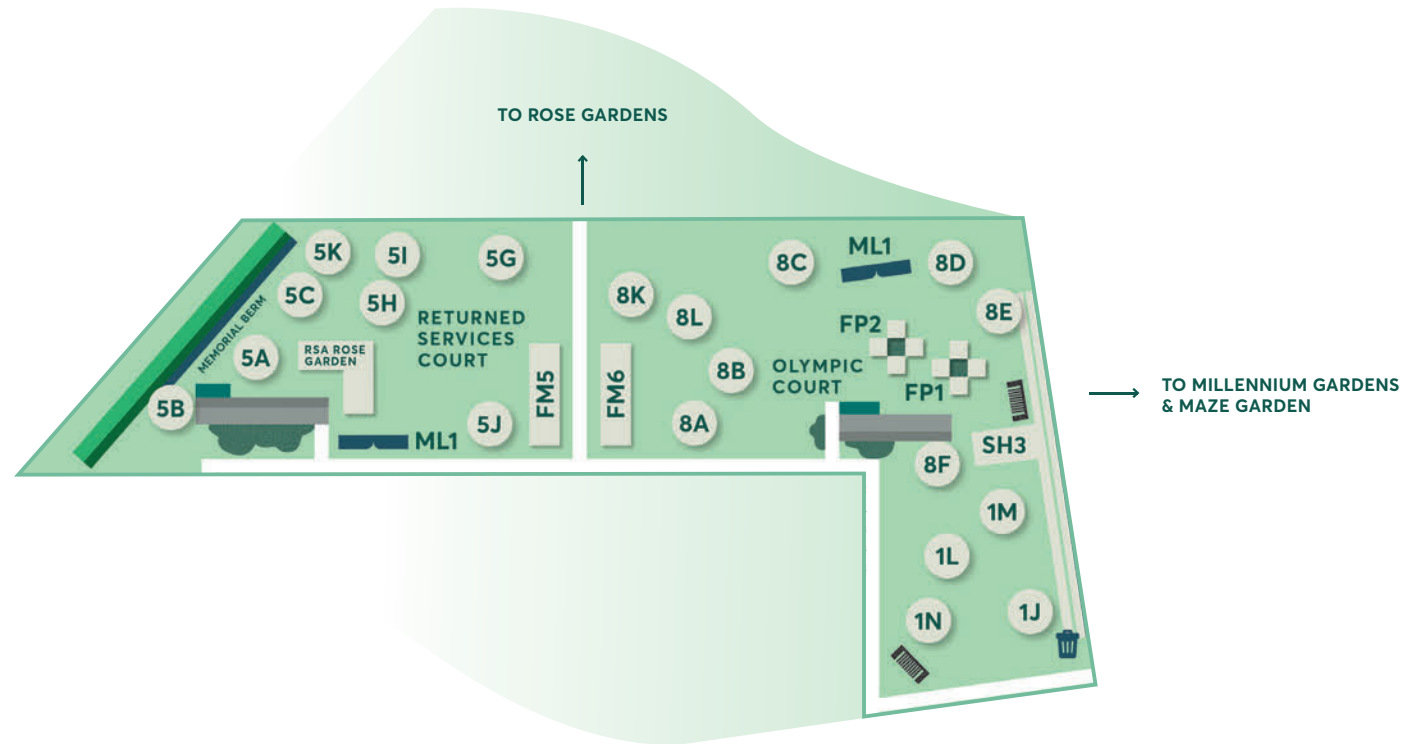 TO ROSE GARDENS
5K
5I
5G
5C
5H
MEMORIAL BERM
5A
RSA ROSE
GARDEN
RETURNED
SERVICES
COURT
5B
ML1
5J
FM5
FM6
8K
8L
8B
8A
8C
ML1
8D
8E
FP2
FP1
OLYMPIC
COURT
TO MILLENNIUM GARDENS
& MAZE GARDEN
SH3
8F
1M
1L
1N
1J